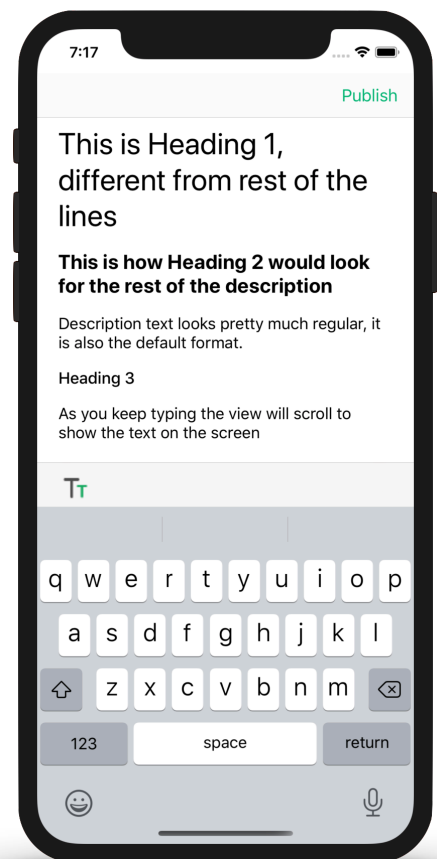 7:17
Publish
This is Heading 1,
different from rest of the
lines
This is how Heading 2 would look
for the rest of the description
Description text looks pretty much regular, it
is also the default format.
Heading 3
As you keep typing the view will scroll to
show the text on the screen
TT
q w e r t y u i o p
a s d f g h j k l
z x c v b n m
123 space return